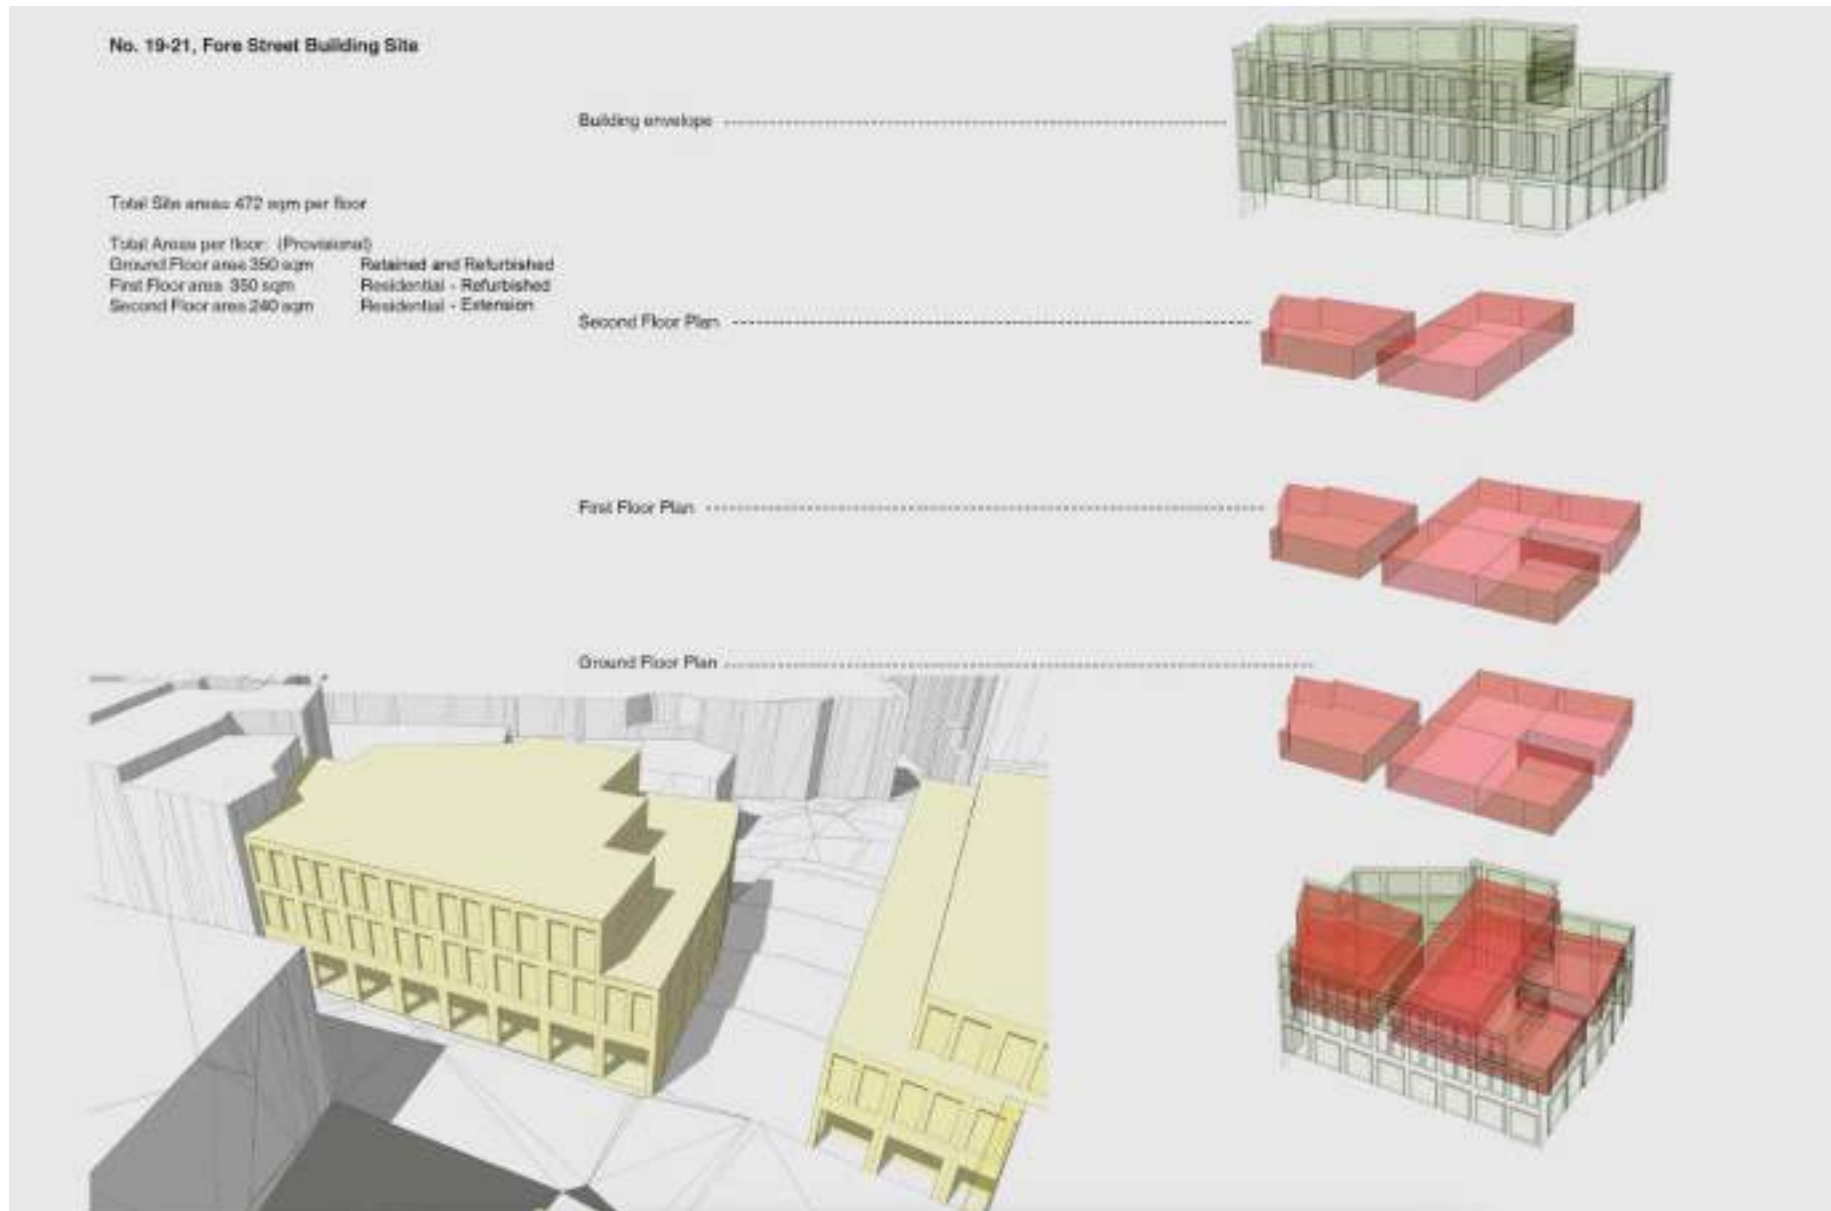 No. 19-21, Fore Street Building Site
Building envelope
Total Site areas 472 sqm per floor
Total Areas per floor: (Provisional)
Ground Floor area 350 sqm Retained and Refurbished
First Floor area 350 sqm Residential - Refurbished
Second Floor area 240 sqm Residential - Extension
Second Floor Plan
First Floor Plan
Ground Floor Plan